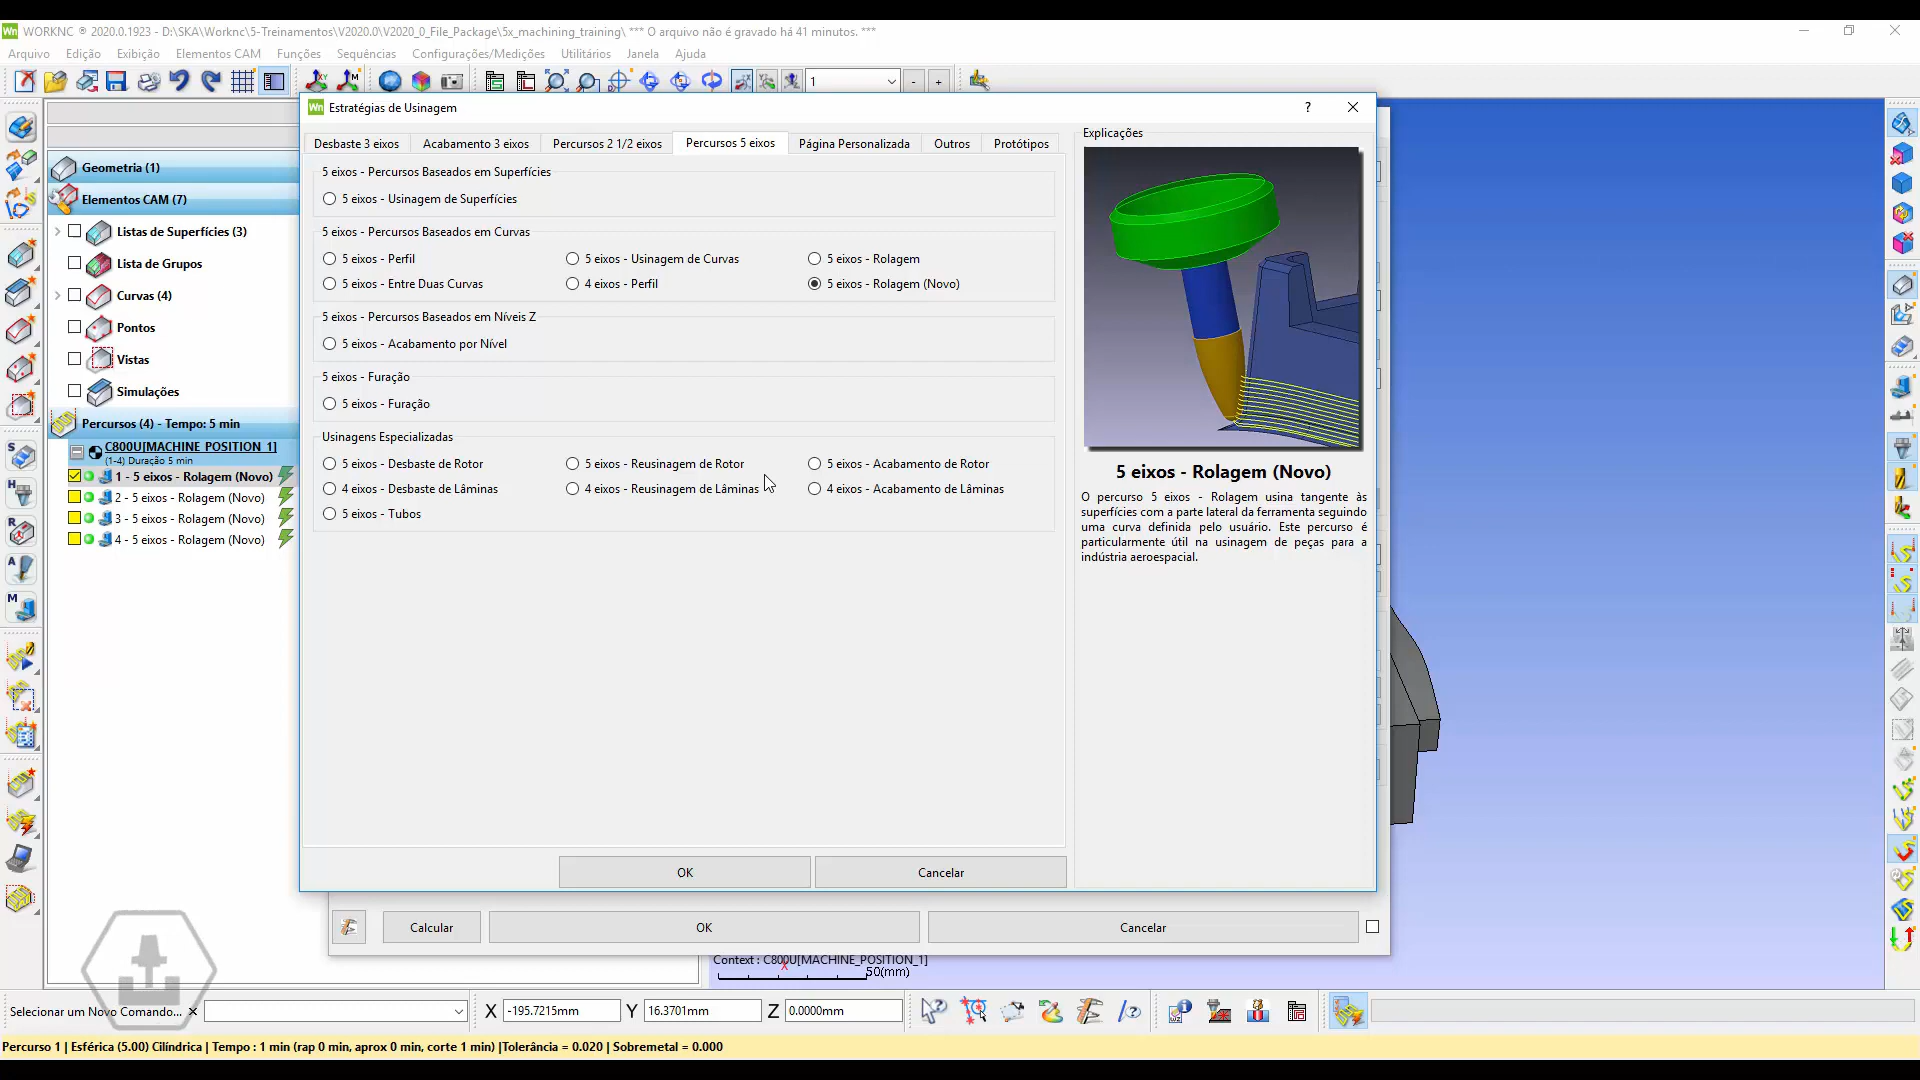 WORKNC ® 2020.0.1923 - D:\SKA\Worknc\5-Treinamentos\V2020.0\V2020_0_File_Package\5x_machining_training\ *** O arquivo não é gravado há 41 minutos. ***
Arquivo Edição Exibição Elementos CAM Funções Sequências Configurações/Medições Utilitários Janela Ajuda
1
- +
Estratégias de Usinagem
?
Desbaste 3 eixos Acabamento 3 eixos Percursos 2 1/2 eixos Percursos 5 eixos Página Personalizada Outros Protótipos
Explicações
5 eixos - Percursos Baseados em Superfícies
5 eixos - Usinagem de Superfícies
5 eixos - Percursos Baseados em Curvas
5 eixos - Perfil 5 eixos - Usinagem de Curvas 5 eixos - Rolagem
5 eixos - Entre Duas Curvas 4 eixos - Perfil 5 eixos - Rolagem (Novo)
5 eixos - Percursos Baseados em Níveis Z
5 eixos - Acabamento por Nível
5 eixos - Furação
5 eixos - Furação
Usinagens Especializadas
5 eixos - Desbaste de Rotor 5 eixos - Reusinagem de Rotor 5 eixos - Acabamento de Rotor
4 eixos - Desbaste de Lâminas 4 eixos - Reusinagem de Lâminas 4 eixos - Acabamento de Lâminas
5 eixos - Tubos
5 eixos - Rolagem (Novo)
O percurso 5 eixos - Rolagem usina tangente às
superfícies com a parte lateral da ferramenta seguindo
uma curva definida pelo usuário. Este percurso é
particularmente útil na usinagem de peças para a
indústria aeroespacial.
OK Cancelar
Geometria (1)
Elementos CAM (7)
Listas de Superfícies (3)
Lista de Grupos
Curvas (4)
Pontos
Vistas
Simulações
Percursos (4) - Tempo: 5 min
C800U[MACHINE_POSITION_1]
(1-4) Duração 5 min
1 - 5 eixos - Rolagem (Novo)
2 - 5 eixos - Rolagem (Novo)
3 - 5 eixos - Rolagem (Novo)
4 - 5 eixos - Rolagem (Novo)
S
H
R
A
M
Calcular OK Cancelar
Context : C800U[MACHINE_POSITION_1]
X
50(mm)
Selecionar um Novo Comando... X -195.7215mm Y 16.3701mm Z 0.0000mm
Percurso 1 | Esférica (5.00) Cilíndrica | Tempo : 1 min (rap 0 min, aprox 0 min, corte 1 min) |Tolerância = 0.020 | Sobremetal = 0.000